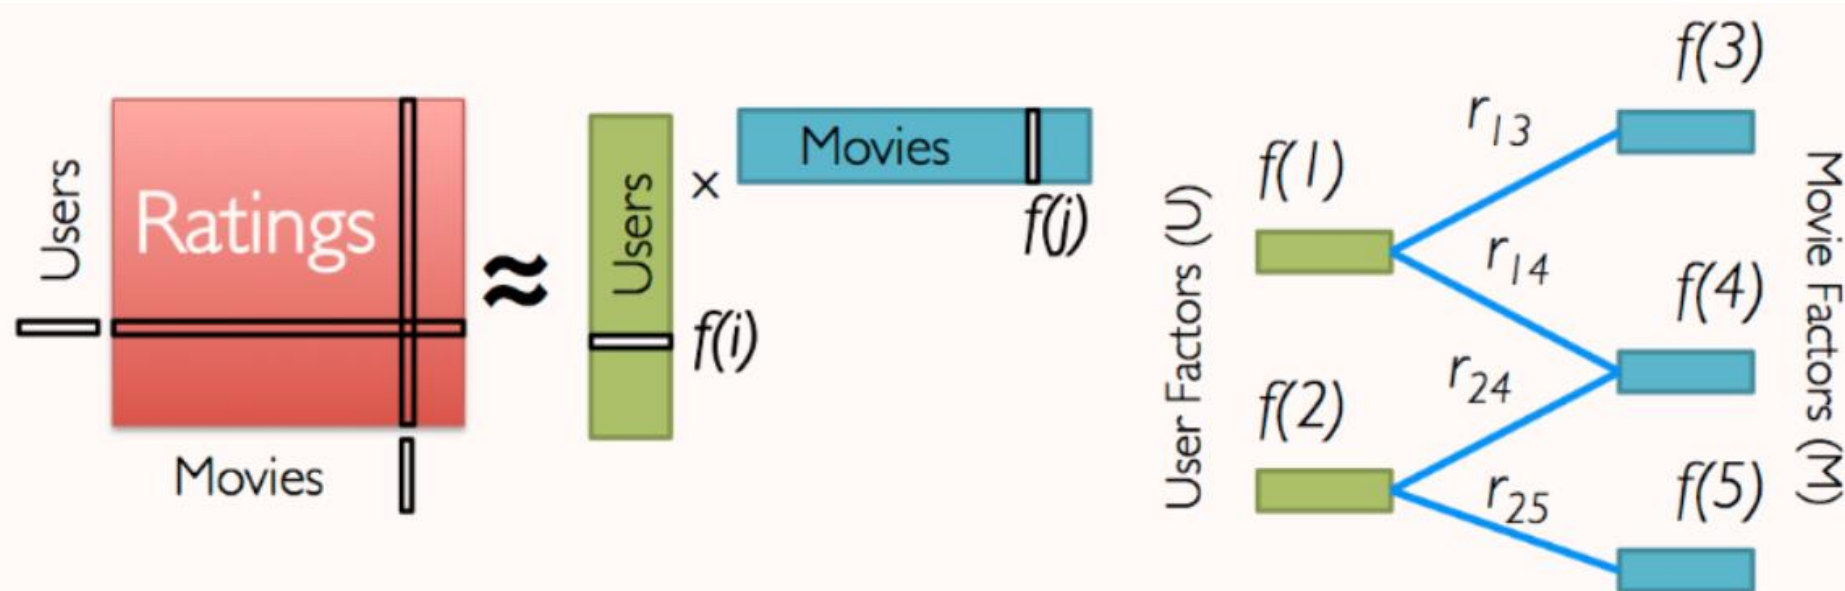 Users
Ratings
Movies
≈
Users
f(i)
×
Movies
f(j)
User Factors (U)
f(1)
f(2)
r13
r14
r24
r25
f(3)
f(4)
f(5)
Movie Factors (M)